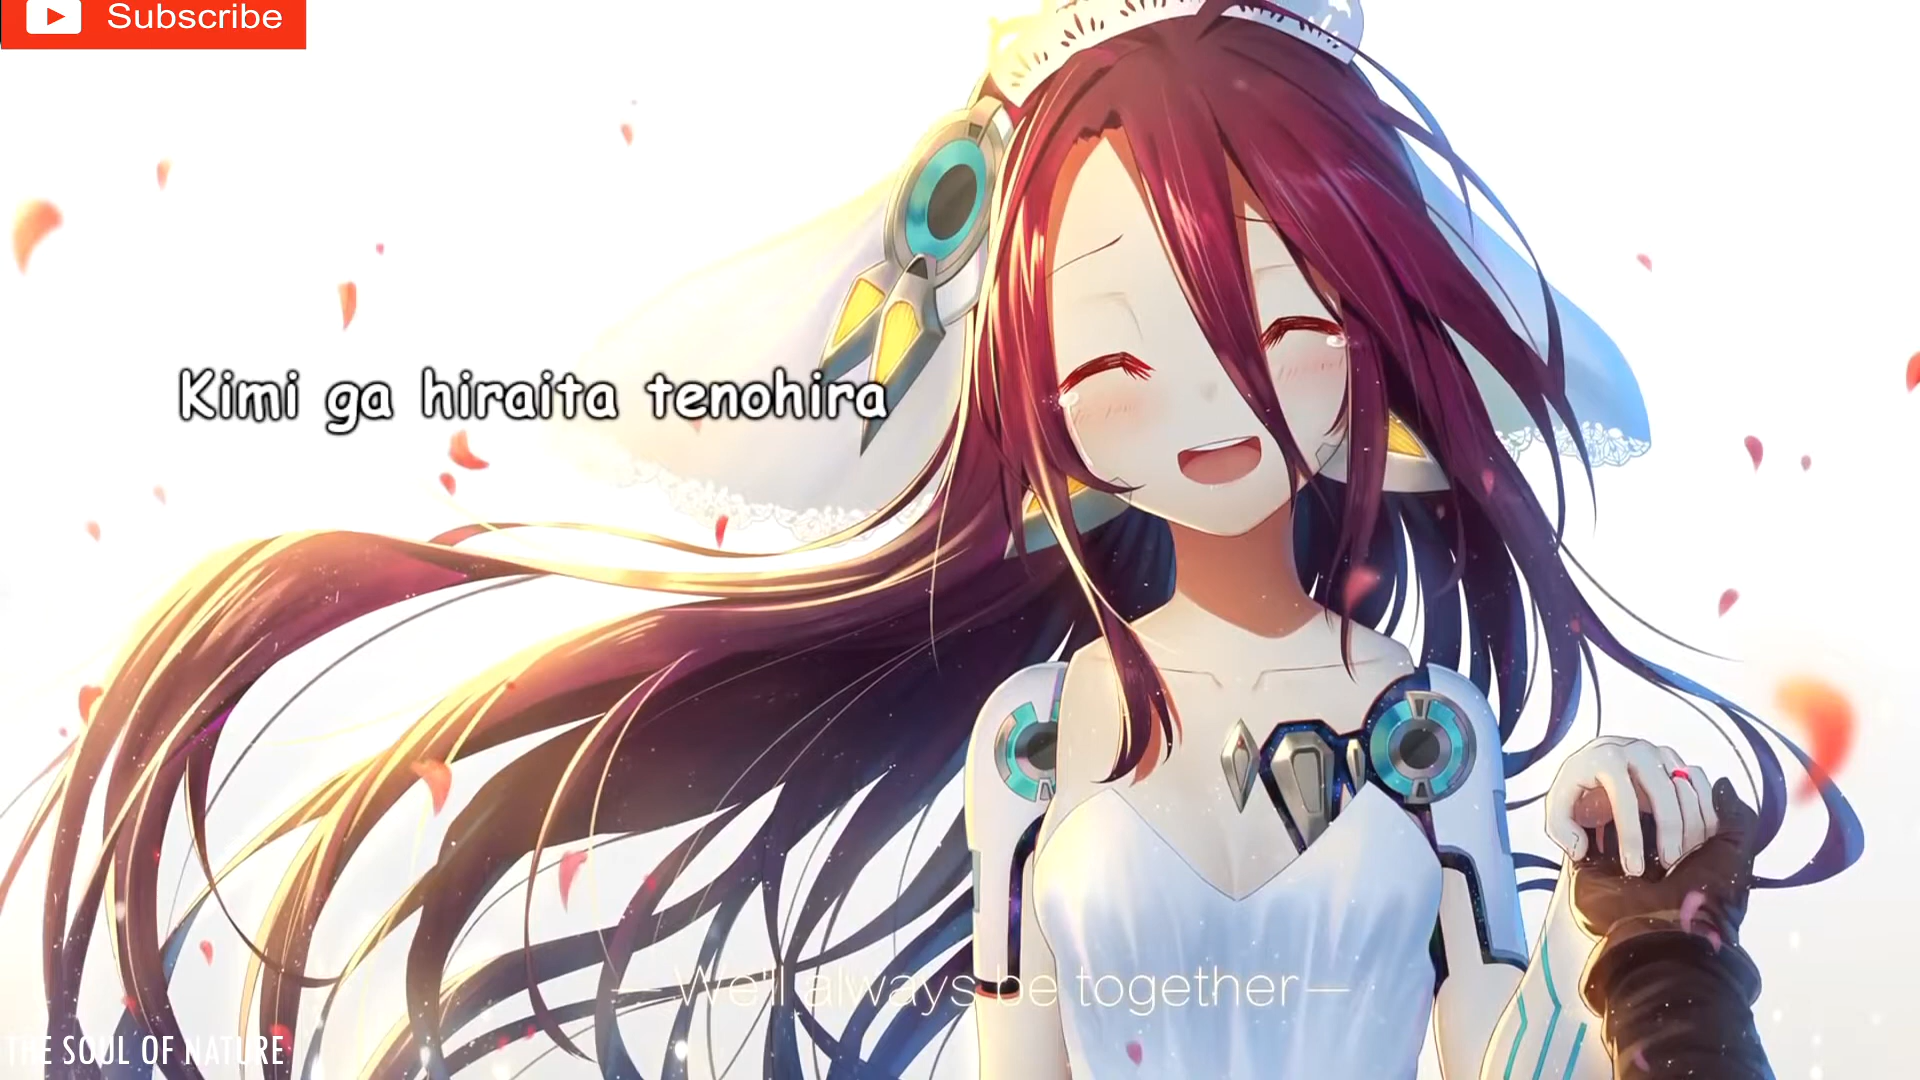 Subscribe
Kimi ga hiraita tenohira
— We'll always be together —
THE SOUL OF NATURE